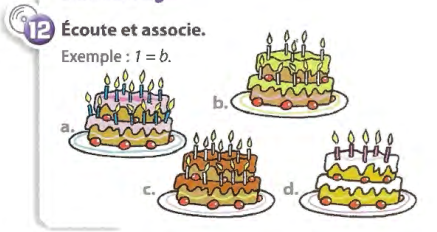 12 Écoute et associe.
Exemple : 1 = b.
a.
b.
c.
d.